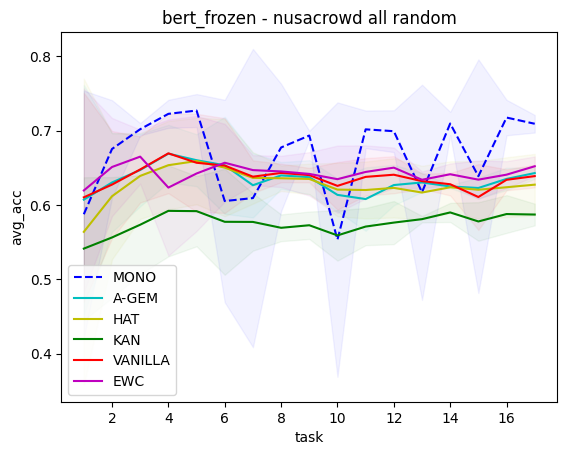 bert_frozen - nusacrowd all random
avg_acc
0.8
0.7
0.6
0.5
0.4
MONO
A-GEM
HAT
KAN
VANILLA
EWC
2 4 6 8 10 12 14 16
task